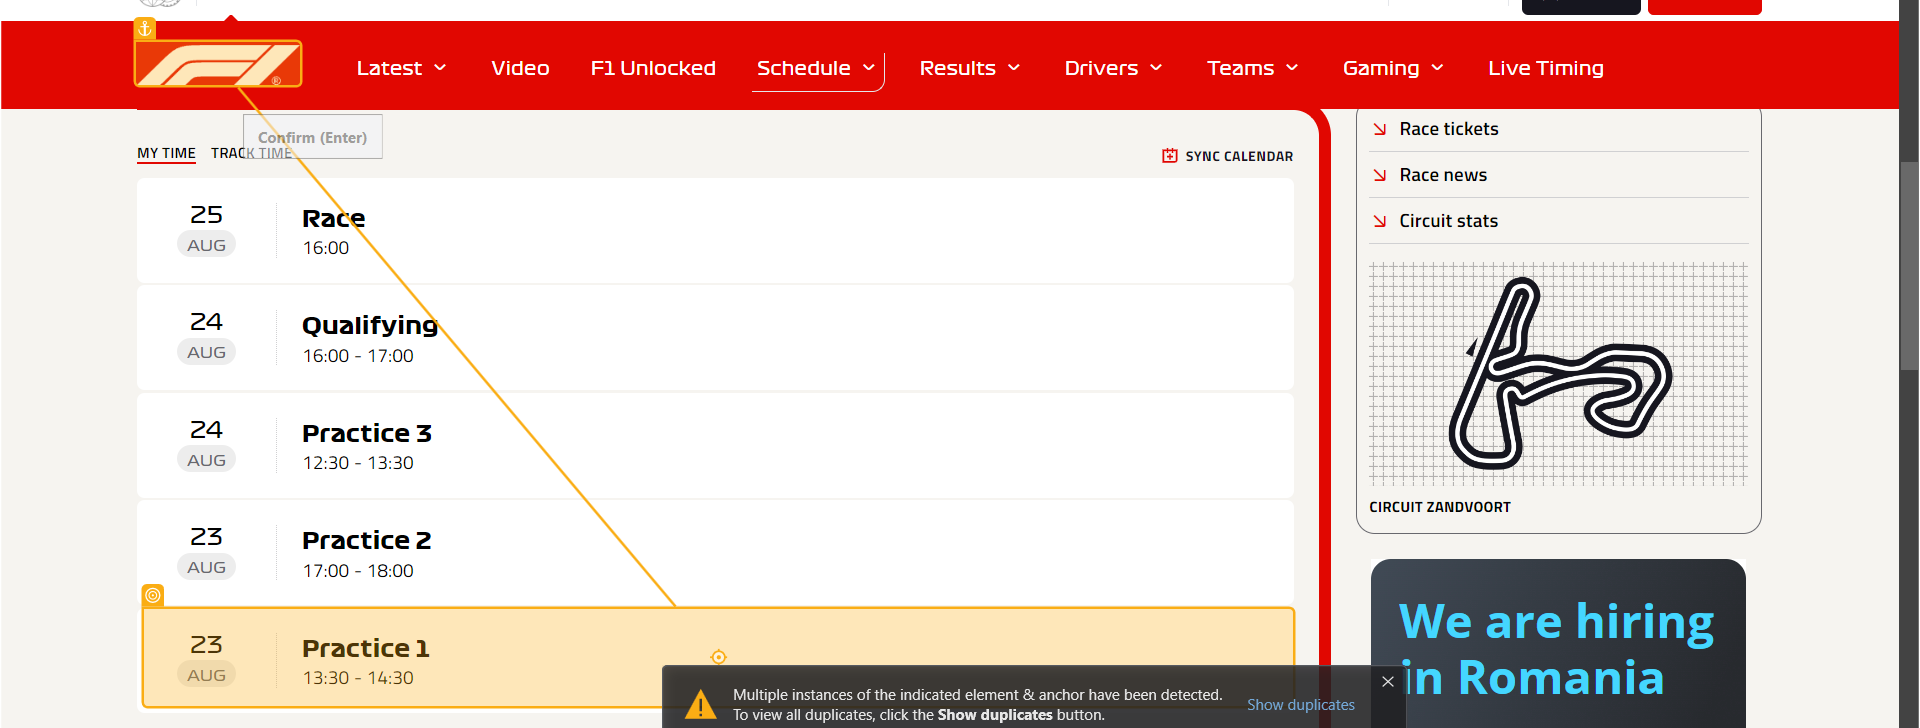 F1®
Latest
Video
F1 Unlocked
Schedule
Results
Drivers
Teams
Gaming
Live Timing
Confirm (Enter)
MY TIME
TRACK TIME
SYNC CALENDAR
25
AUG
Race
16:00
24
AUG
Qualifying
16:00 - 17:00
24
AUG
Practice 3
12:30 - 13:30
23
AUG
Practice 2
17:00 - 18:00
23
AUG
Practice 1
13:30 - 14:30
Race tickets
Race news
Circuit stats
CIRCUIT ZANDVOORT
We are hiring
in Romania
Multiple instances of the indicated element & anchor have been detected.
To view all duplicates, click the Show duplicates button.
Show duplicates